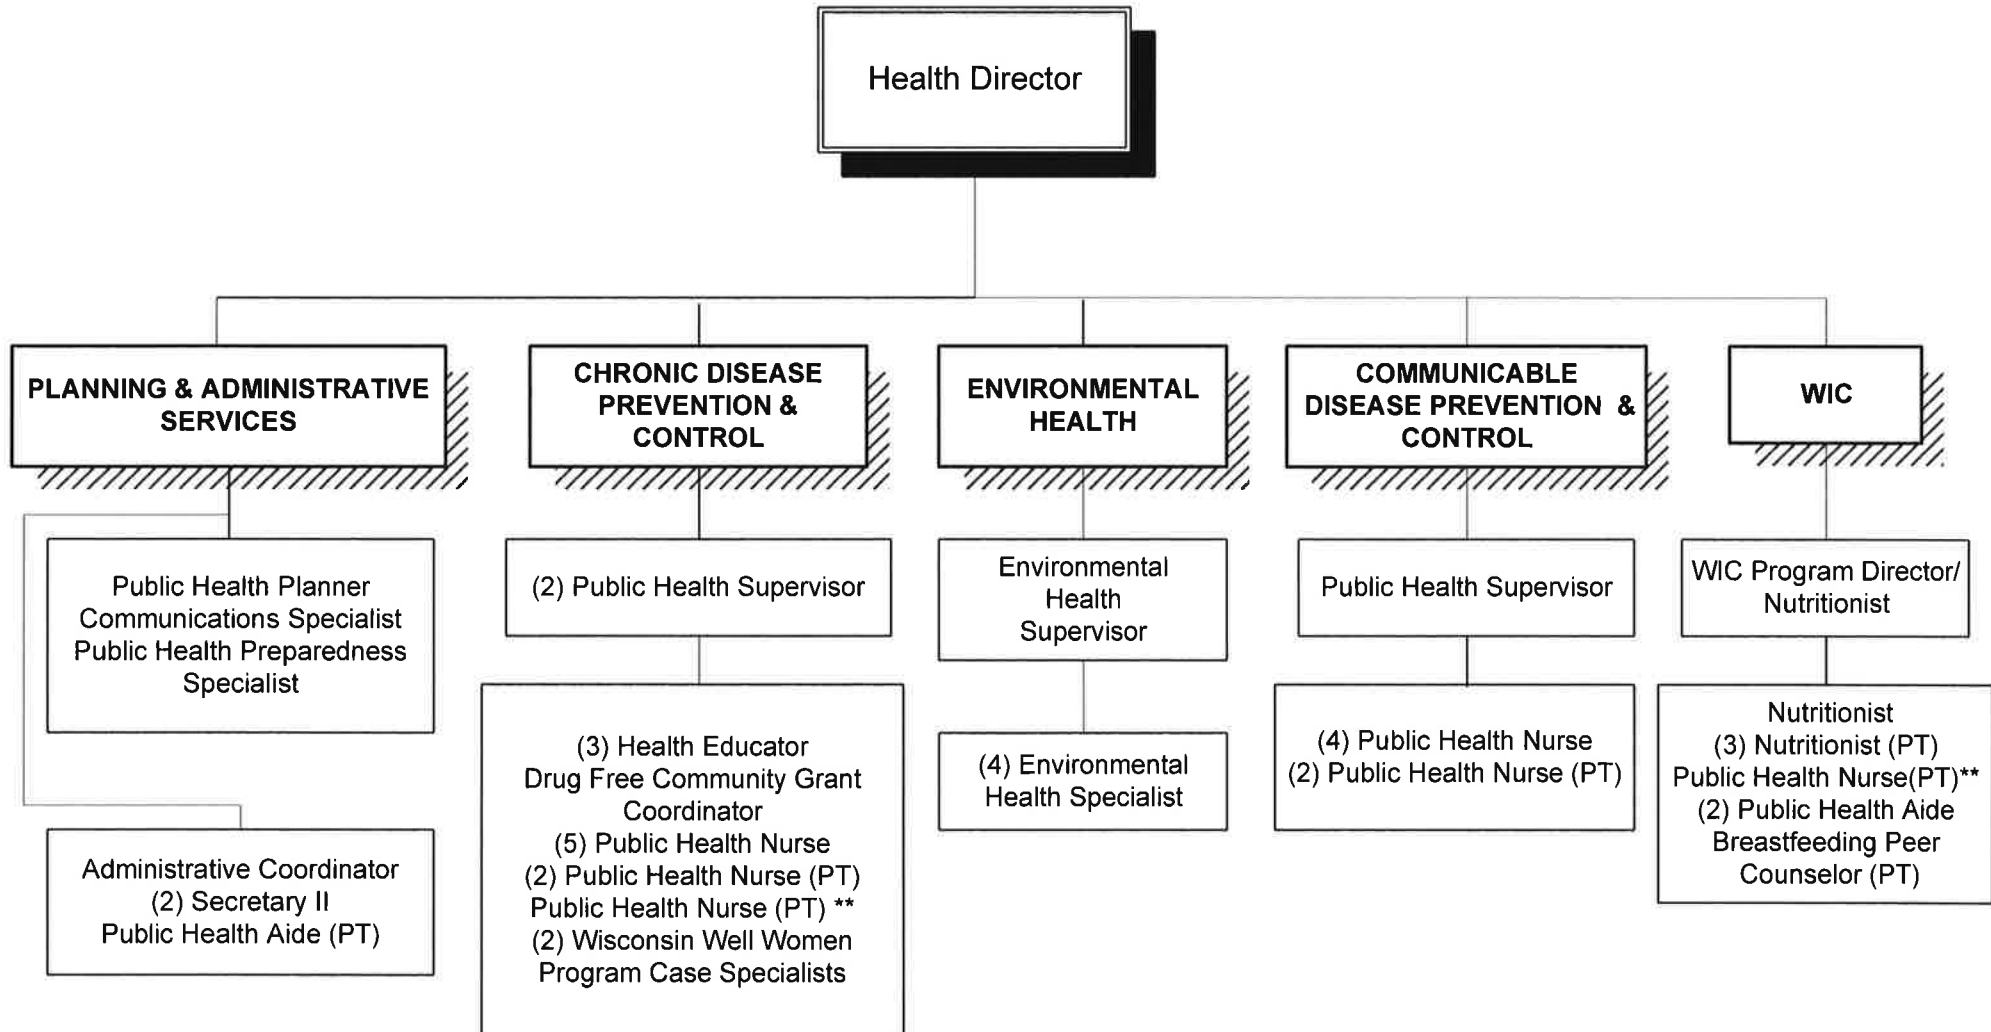 Health Director
PLANNING & ADMINISTRATIVE
SERVICES
CHRONIC DISEASE
PREVENTION &
CONTROL
ENVIRONMENTAL
HEALTH
COMMUNICABLE
DISEASE PREVENTION &
CONTROL
WIC
Public Health Planner
Communications Specialist
Public Health Preparedness
Specialist
(2) Public Health Supervisor
Environmental
Health
Supervisor
Public Health Supervisor
WIC Program Director/
Nutritionist
Administrative Coordinator
(2) Secretary II
Public Health Aide (PT)
(3) Health Educator
Drug Free Community Grant
Coordinator
(5) Public Health Nurse
(2) Public Health Nurse (PT)
Public Health Nurse (PT) **
(2) Wisconsin Well Women
Program Case Specialists
(4) Environmental
Health Specialist
(4) Public Health Nurse
(2) Public Health Nurse (PT)
Nutritionist
(3) Nutritionist (PT)
Public Health Nurse(PT)**
(2) Public Health Aide
Breastfeeding Peer
Counselor (PT)